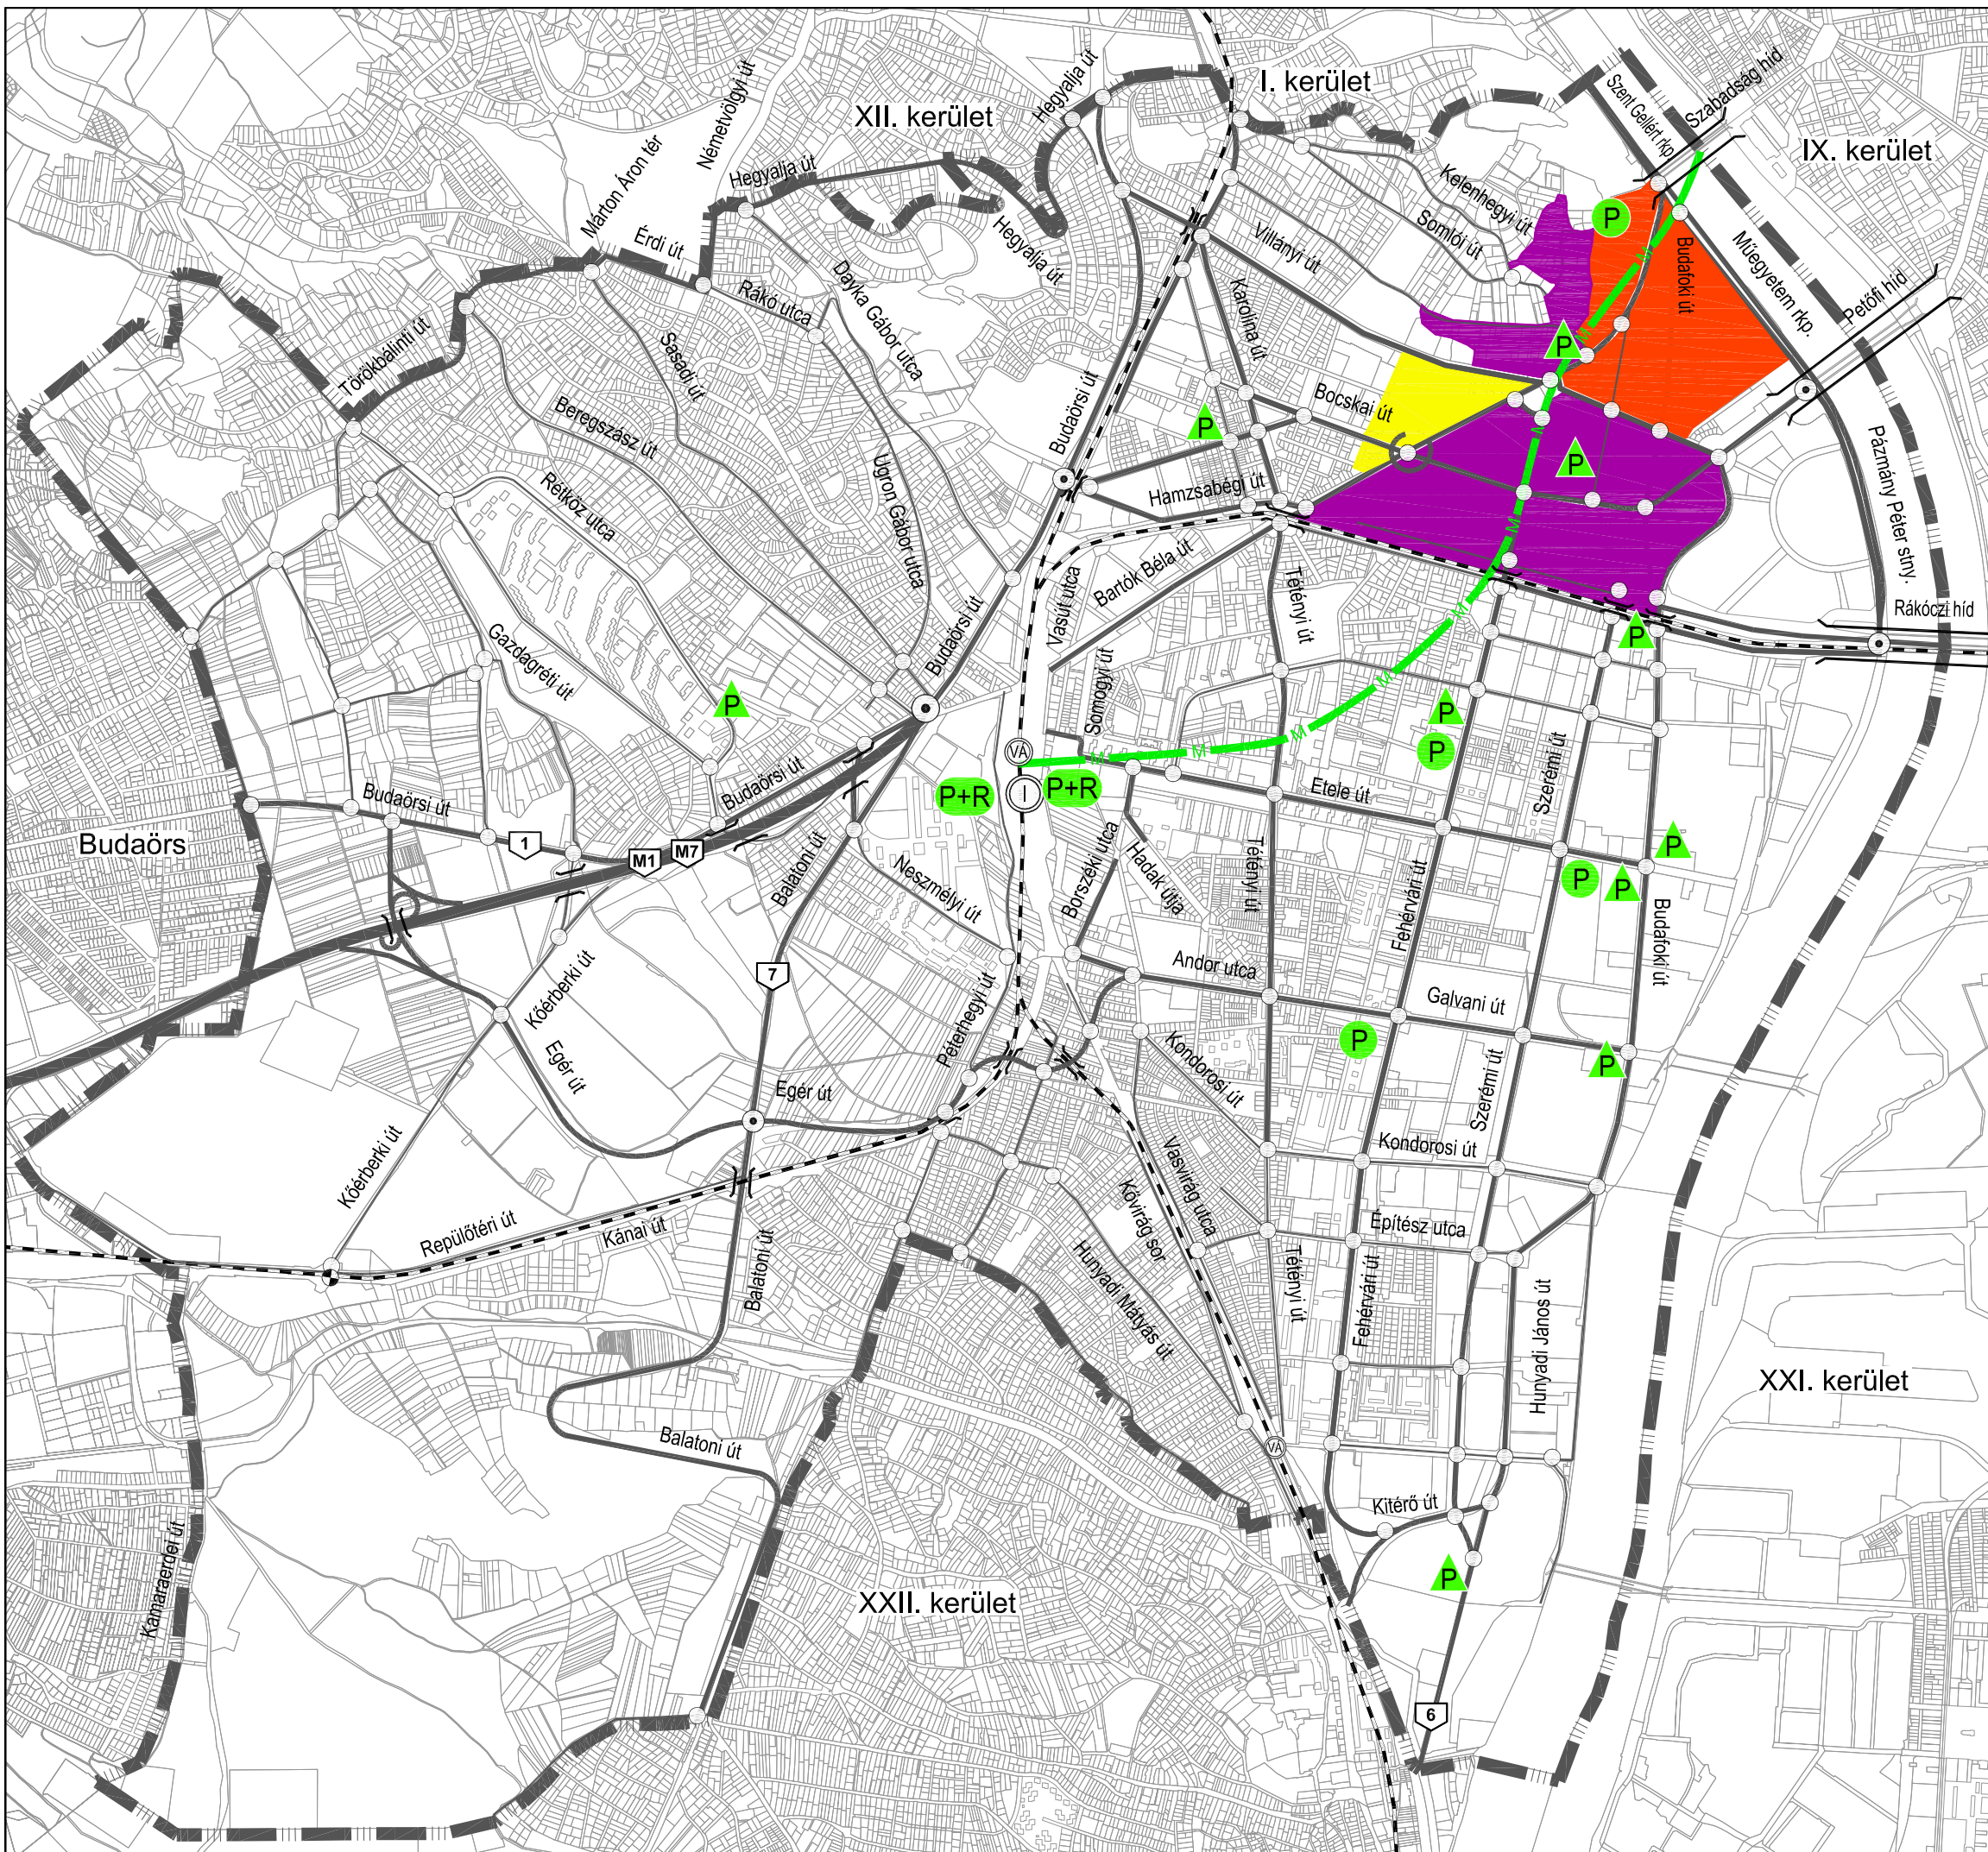 Hegyalja út
I. kerület
XII. kerület
Németvölgyi út
Márton Áron tér
Hegyalja út
Szent Gellért rkp.
Szabadság híd
IX. kerület
Érdi út
Hegyalja út
Kelenhegyi út
Somlói út
P
Villányi út
Budafoki út
Műegyetem rkp.
Petőfi híd
Rákó utca
Dayka Gábor utca
Karolina út
Törökbálinti út
Sasadi út
M
P
M
Bocskai út
Beregszász út
Budaörsi út
P
M
P
Pázmány Péter stny.
Rétköz utca
Ugron Gábor utca
Hamzsabégi út
M
Bartók Béla út
Vasút utca
Tétényi út
M
Rákóczi híd
P
Gazdagréti út
Budaörsi út
Somogyi út
M
P
P
M
P
VÁ
M
M
Szerémi út
Budaörsi út
Budaörsi út
P+R
I
P+R
Etele út
Budaörs
1
M1
M7
Balatoni út
Neszmélyi út
Borszéki utca
Hadak útja
Tétényi út
Fehérvári út
P
P
P
Budafoki út
Kőérberki út
7
Andor utca
Galvani út
Péterhegyi út
P
P
Egér út
Egér út
Kondorosi út
Szerémi út
Kőérberki út
Kondorosi út
Vasvirág utca
Kővirág sor
Repülőtéri út
Kánai út
Építész utca
Balatoni út
Hunyadi Mátyás út
Tétényi út
Fehérvári út
Hunyadi János út
XXI. kerület
Balatoni út
VÁ
Kitérő út
Kamaraerdei út
XXII. kerület
P
6